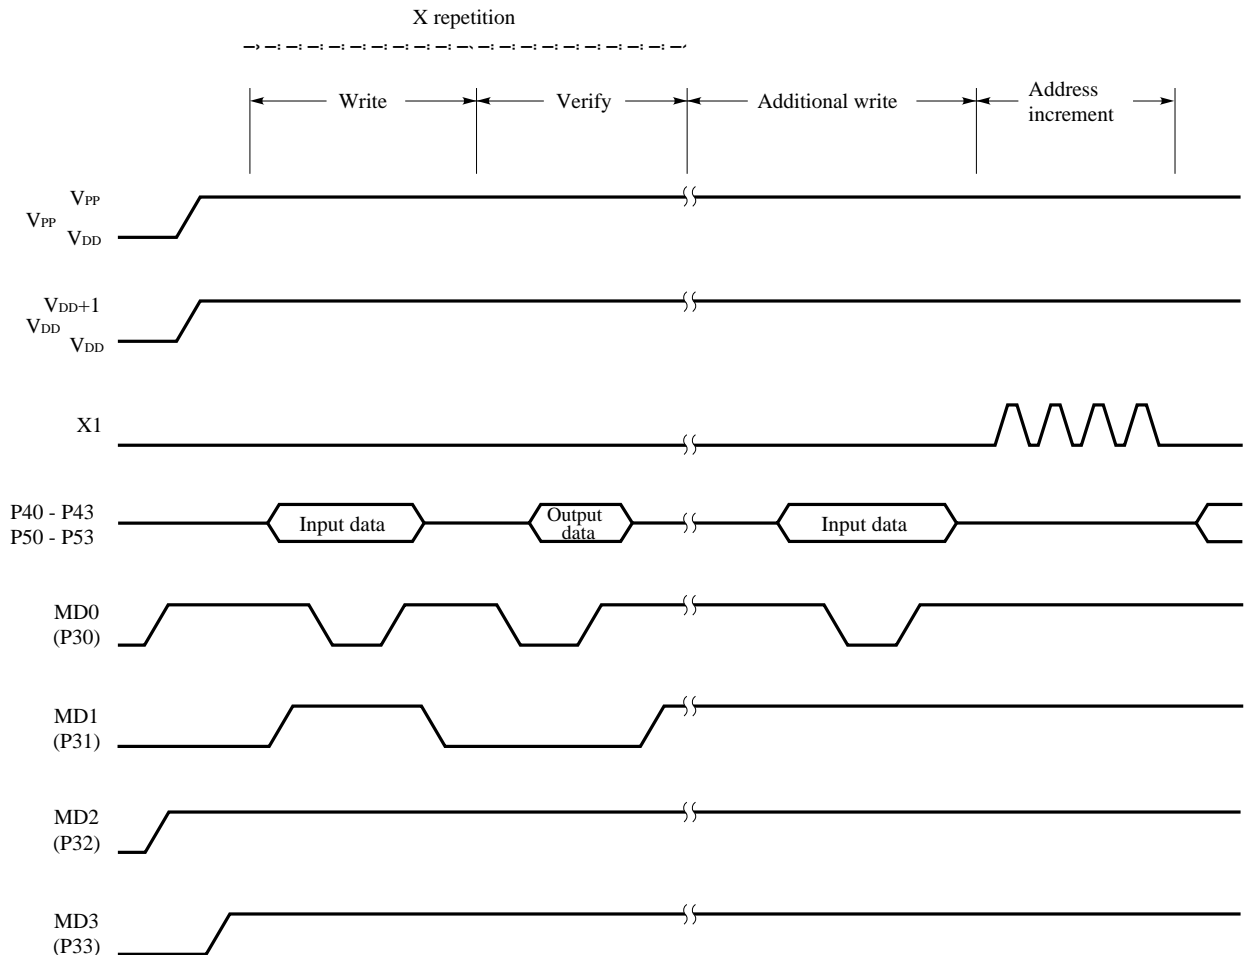 X repetition
Write
Verify
Additional write
Address
increment
VPP
VPP
VDD
VDD+1
VDD
VDD
X1
P40 - P43
P50 - P53
Input data
Output
data
Input data
MD0
(P30)
MD1
(P31)
MD2
(P32)
MD3
(P33)